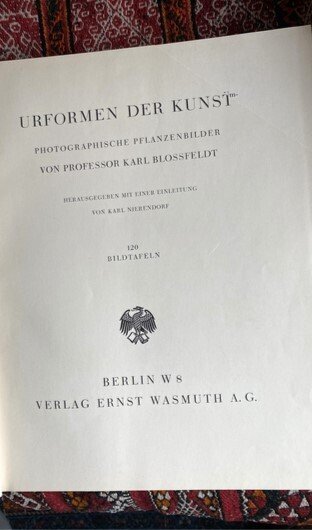 URFORMEN DER KUNST
PHOTOGRAPHISCHE PFLANZENBILDER
VON PROFESSOR KARL BLOSSFELDT
HERAUSGEGEBEN MIT EINER EINLEITUNG
VON KARL NIERENDORF
120
BILDTAFELN
BERLIN W 8
VERLAG ERNST WASMUTH A. G.